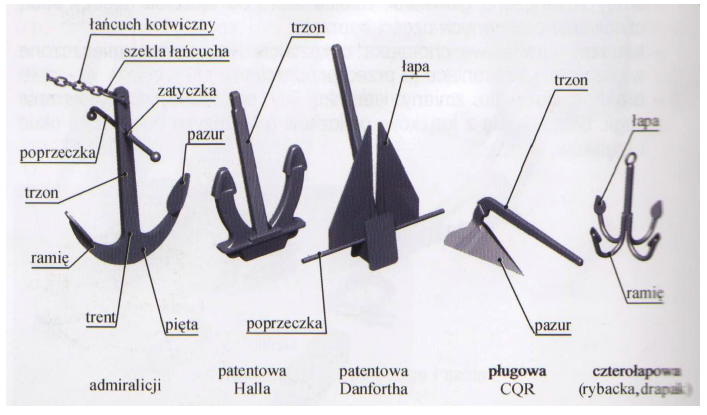 łańcuch kotwiczny
szekla łańcucha
zatyczka
poprzeczka
pazur
trzon
ramię
trent
pięta
admiralicji
trzon
patentowa
Halla
łapa
poprzeczka
patentowa
Danfortha
trzon
pazur
pługowa
CQR
łapa
ramię
czterołapowa
(rybacka, drapak)